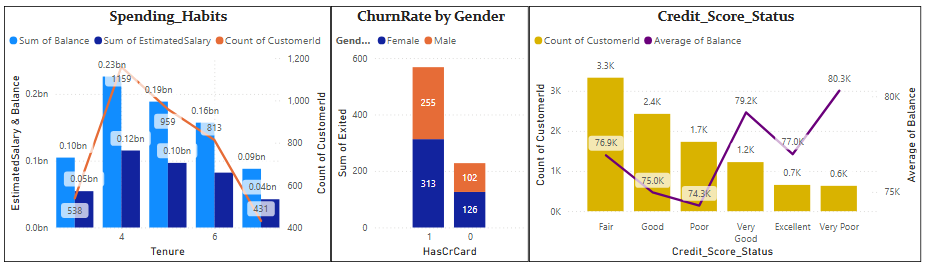 Spending_Habits
Sum of Balance Sum of EstimatedSalary Count of CustomerId
EstimatedSalary & Balance
0.2bn
0.1bn
0.0bn
0.10bn
0.23bn
0.19bn
0.16bn
0.09bn
0.05bn
0.12bn
0.10bn
0.04bn
538
1159
959
813
431
1,200
1,000
800
600
400
Count of CustomerId
4 6
Tenure
ChurnRate by Gender
Gend... Female Male
Sum of Exited
600
400
200
0
255
313
102
126
1 0
HasCrCard
Credit_Score_Status
Count of CustomerId Average of Balance
Count of CustomerId
3K
2K
1K
0K
3.3K
2.4K
1.7K
1.2K
0.7K
0.6K
76.9K
75.0K
74.3K
79.2K
77.0K
80.3K
80K
75K
Average of Balance
Fair Good Poor Very Excellent Very Poor
Good
Credit_Score_Status